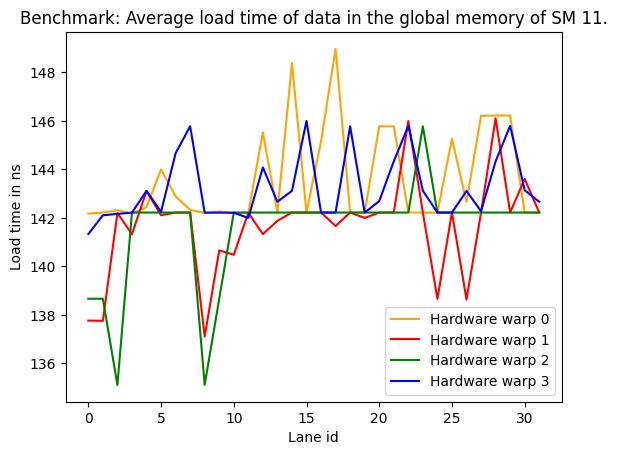 Benchmark: Average load time of data in the global memory of SM 11.
Load time in ns
148
146
144
142
140
138
136
Hardware warp 0
Hardware warp 1
Hardware warp 2
Hardware warp 3
0 5 10 15 20 25 30
Lane id